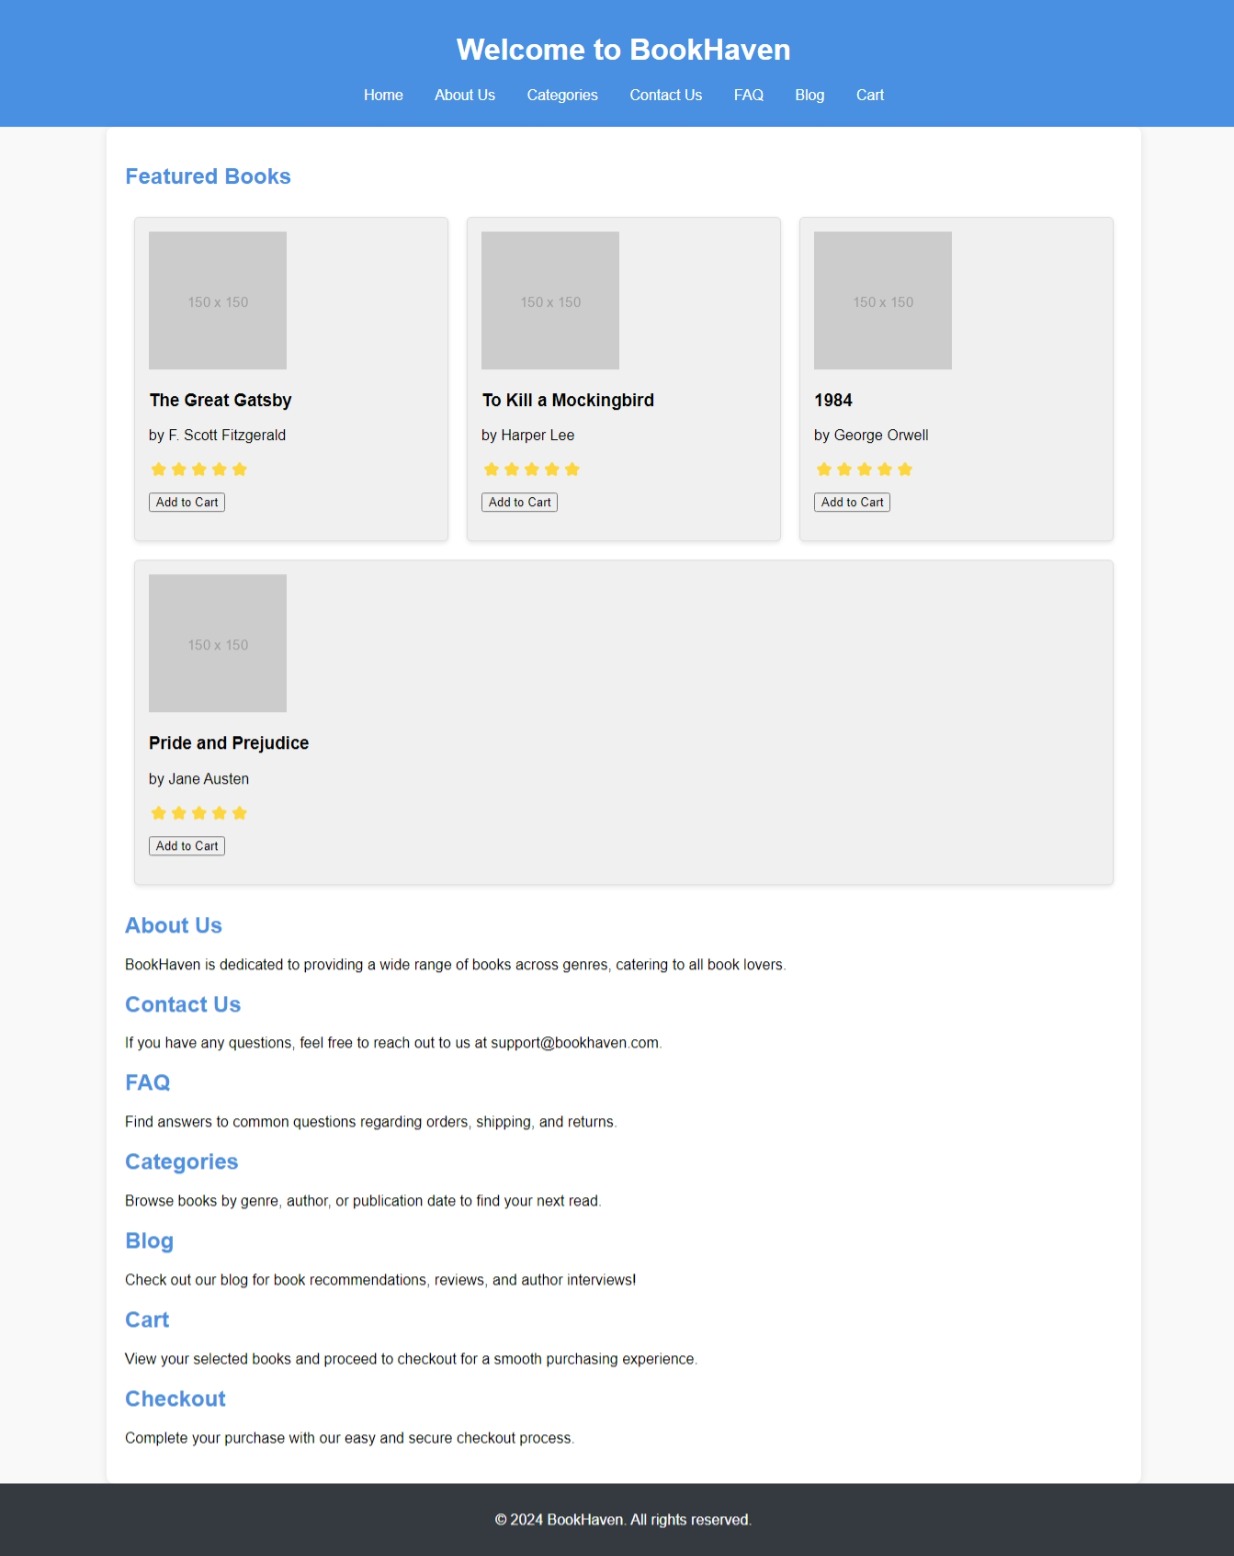 Welcome to BookHaven
Home About Us Categories Contact Us FAQ Blog Cart
Featured Books
150 x 150
The Great Gatsby
by F. Scott Fitzgerald
Add to Cart
150 x 150
To Kill a Mockingbird
by Harper Lee
Add to Cart
150 x 150
1984
by George Orwell
Add to Cart
150 x 150
Pride and Prejudice
by Jane Austen
Add to Cart
About Us
BookHaven is dedicated to providing a wide range of books across genres, catering to all book lovers.
Contact Us
If you have any questions, feel free to reach out to us at support@bookhaven.com.
FAQ
Find answers to common questions regarding orders, shipping, and returns.
Categories
Browse books by genre, author, or publication date to find your next read.
Blog
Check out our blog for book recommendations, reviews, and author interviews!
Cart
View your selected books and proceed to checkout for a smooth purchasing experience.
Checkout
Complete your purchase with our easy and secure checkout process.
© 2024 BookHaven. All rights reserved.